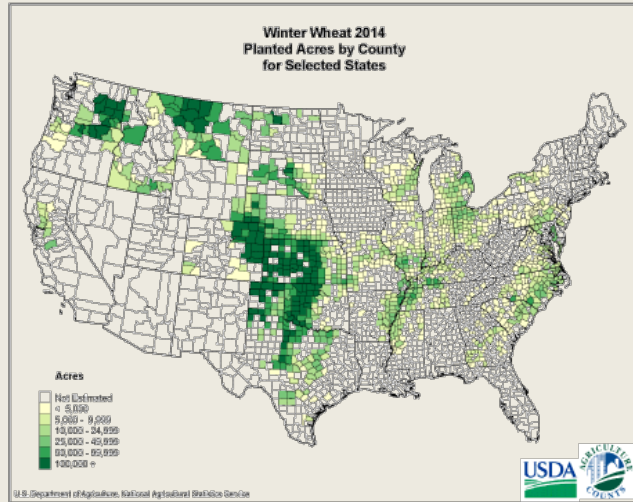 Winter Wheat 2014
Planted Acres by County
for Selected States
Acres
Not Estimated
< 5,000
5,000 - 9,999
10,000 - 24,999
25,000 - 49,999
50,000 - 99,999
100,000 +
U.S. Department of Agriculture, National Agricultural Statistics Service
USDA
AGRICULTURE
COUNTS